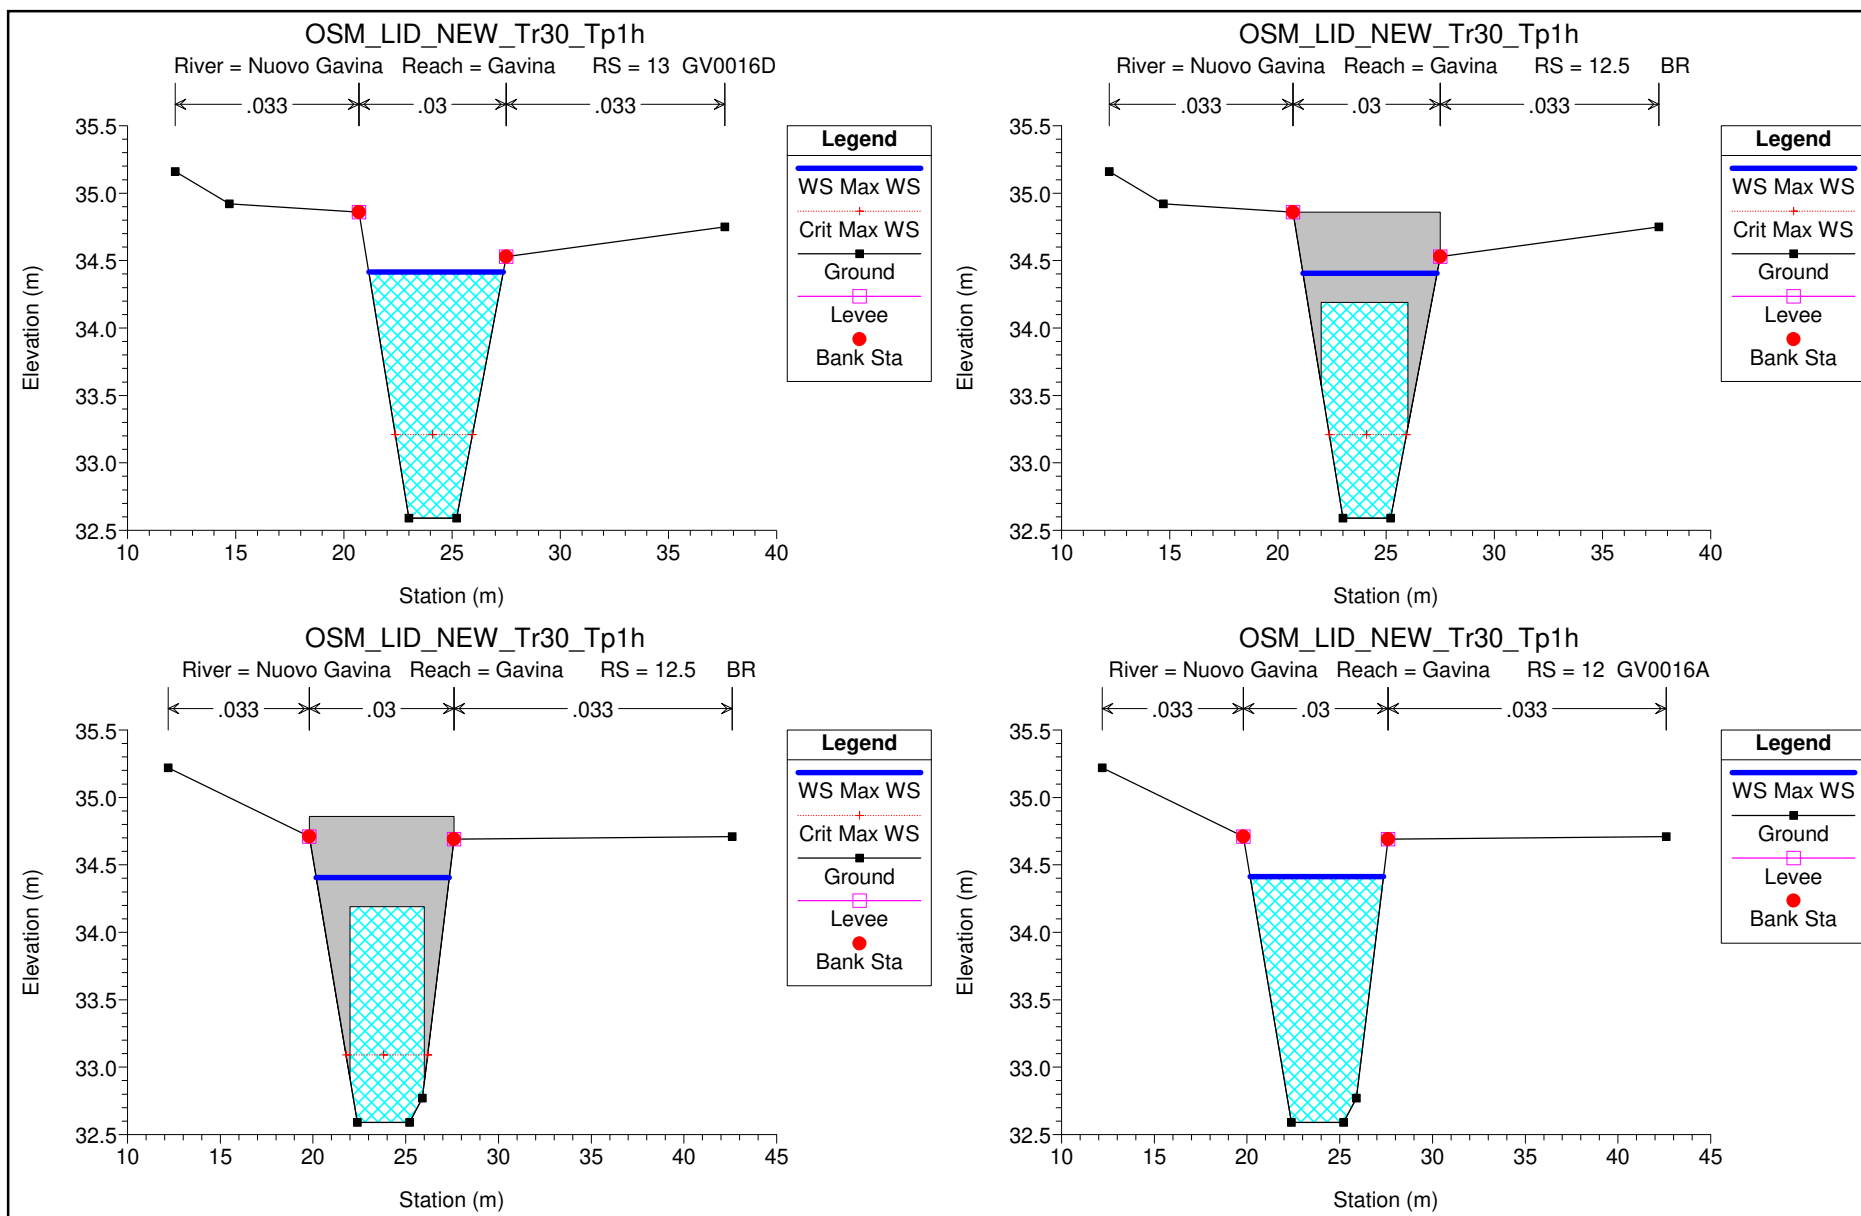 OSM_LID_NEW_Tr30_Tp1h
River = Nuovo Gavina Reach = Gavina RS = 13 GV0016D
.033 .03 .033
35.5
35.0
34.5
34.0
33.5
33.0
32.5
Elevation (m)
10 15 20 25 30 35 40
Station (m)
Legend
WS Max WS
Crit Max WS
Ground
Levee
Bank Sta
OSM_LID_NEW_Tr30_Tp1h
River = Nuovo Gavina Reach = Gavina RS = 12.5 BR
.033 .03 .033
35.5
35.0
34.5
34.0
33.5
33.0
32.5
Elevation (m)
10 15 20 25 30 35 40
Station (m)
Legend
WS Max WS
Crit Max WS
Ground
Levee
Bank Sta
OSM_LID_NEW_Tr30_Tp1h
River = Nuovo Gavina Reach = Gavina RS = 12.5 BR
.033 .03 .033
35.5
35.0
34.5
34.0
33.5
33.0
32.5
Elevation (m)
10 15 20 25 30 35 40 45
Station (m)
Legend
WS Max WS
Crit Max WS
Ground
Levee
Bank Sta
OSM_LID_NEW_Tr30_Tp1h
River = Nuovo Gavina Reach = Gavina RS = 12 GV0016A
.033 .03 .033
35.5
35.0
34.5
34.0
33.5
33.0
32.5
Elevation (m)
10 15 20 25 30 35 40 45
Station (m)
Legend
WS Max WS
Ground
Levee
Bank Sta